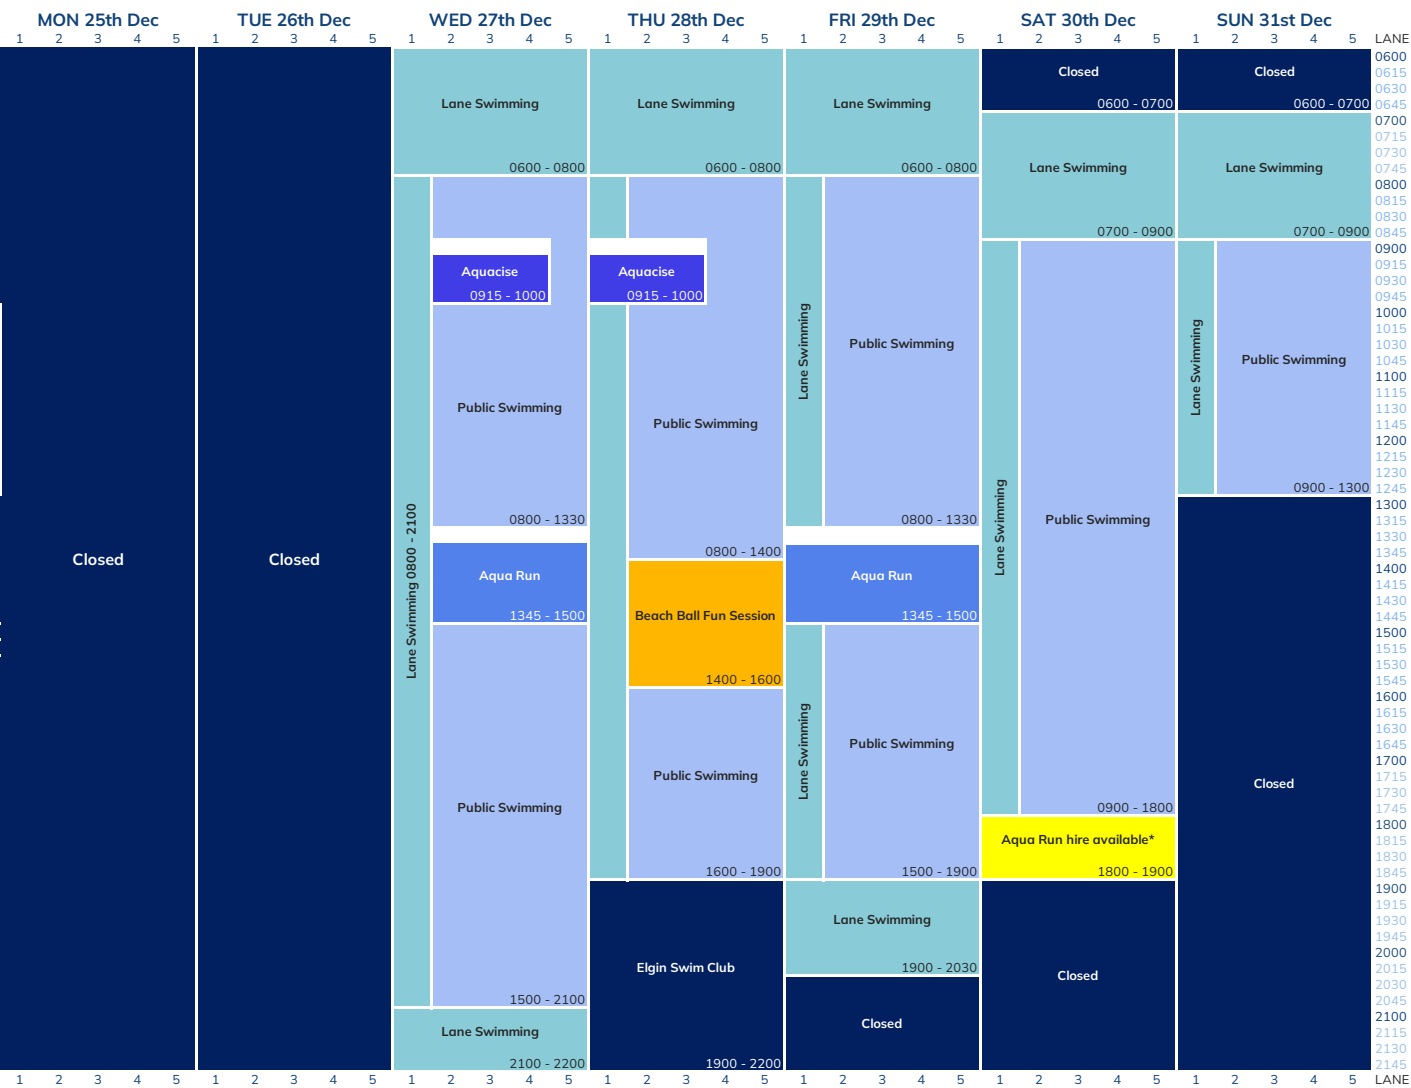 MON 25th Dec TUE 26th Dec WED 27th Dec THU 28th Dec FRI 29th Dec SAT 30th Dec SUN 31st Dec
1 2 3 4 5 1 2 3 4 5 1 2 3 4 5 1 2 3 4 5 1 2 3 4 5 1 2 3 4 5 1 2 3 4 5 LANE
0600
Closed Closed 0615
0630
Lane Swimming Lane Swimming Lane Swimming 0600 - 0700 0600 - 0700 0645
0700
0715
0730
0600 - 0800 0600 - 0800 0600 - 0800 Lane Swimming Lane Swimming 0745
0800
0815
0830
0700 - 0900 0700 - 0900 0845
0900
Aquacise Aquacise 0915
0930
0915 - 1000 0915 - 1000 0945
1000
1015
Public Swimming 1030
Lane Swimming Lane Swimming Public Swimming 1045
1100
1115
Public Swimming 1130
Public Swimming 1145
1200
1215
1230
0900 - 1300 1245
1300
0800 - 1330 0800 - 1330 Public Swimming 1315
Lane Swimming 1330
0800 - 1400 1345
Closed Closed 1400
Aqua Run Aqua Run 1415
Lane Swimming 0800 - 2100 1430
1345 - 1500 Beach Ball Fun Session 1345 - 1500 1445
1500
1515
1530
1400 - 1600 1545
1600
1615
1630
Public Swimming 1645
Lane Swimming 1700
Public Swimming 1715
Closed 1730
Public Swimming 0900 - 1800 1745
1800
Aqua Run hire available* 1815
1830
1600 - 1900 1500 - 1900 1800 - 1900 1845
1900
1915
Lane Swimming 1930
1945
2000
Elgin Swim Club 1900 - 2030 Closed 2015
2030
1500 - 2100 2045
2100
Lane Swimming Closed 2115
2130
2100 - 2200 1900 - 2200 2145
1 2 3 4 5 1 2 3 4 5 1 2 3 4 5 1 2 3 4 5 1 2 3 4 5 1 2 3 4 5 1 2 3 4 5 LANE